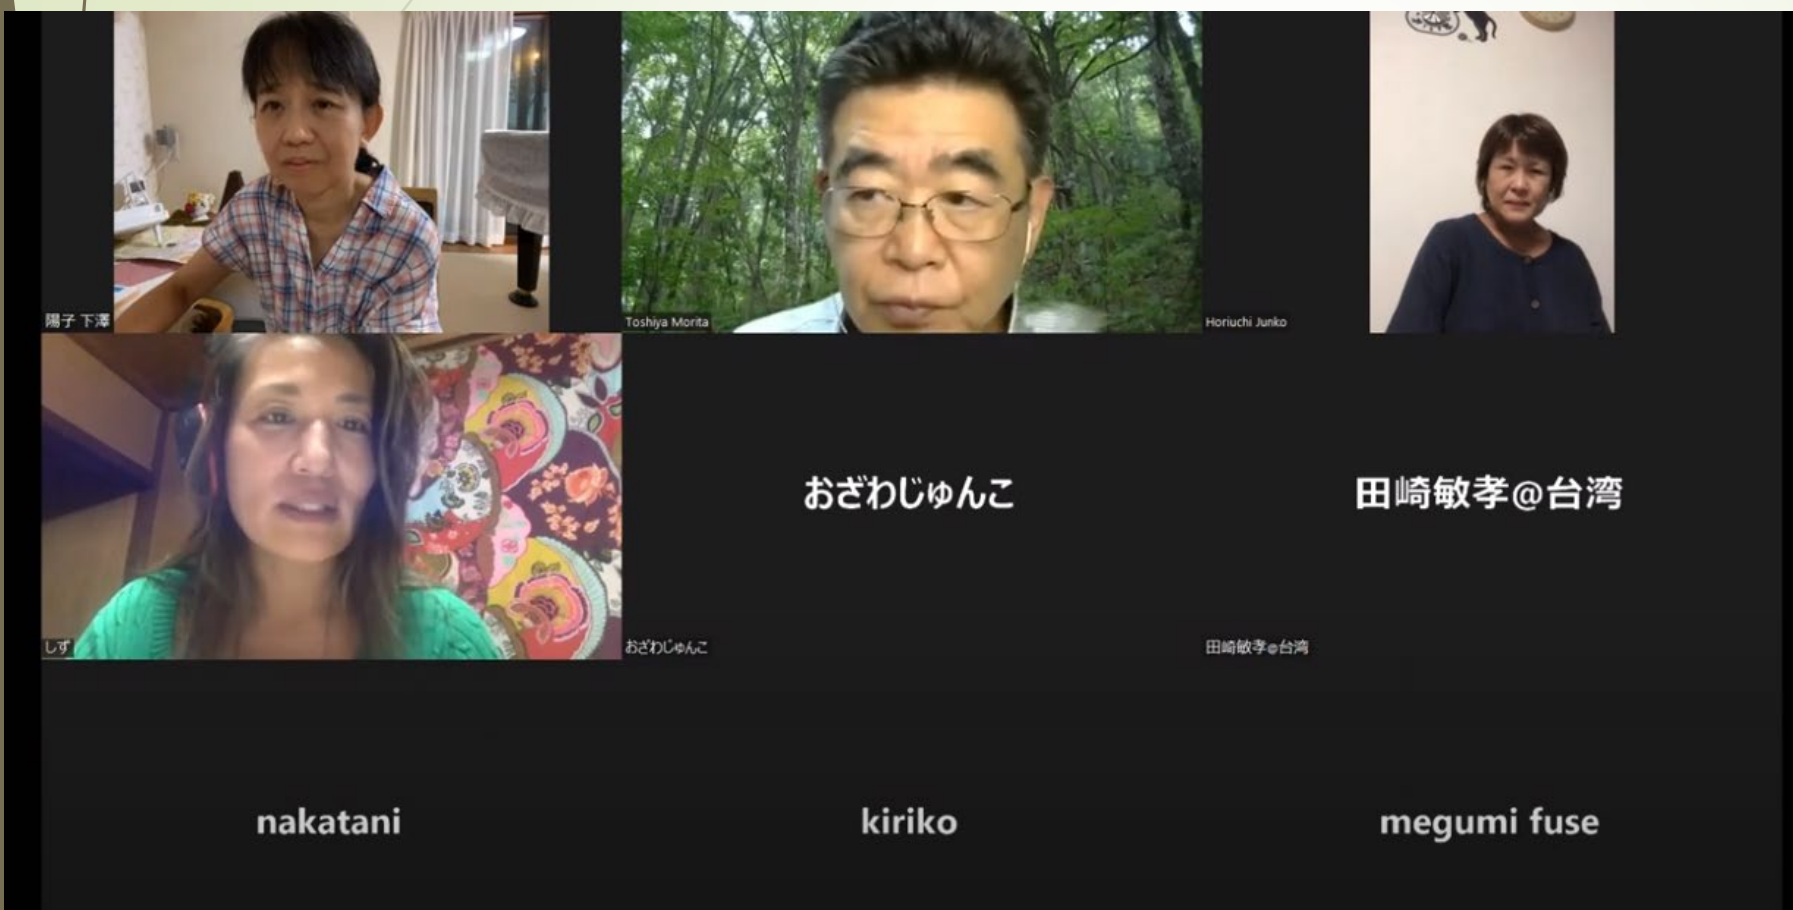 陽子 下澤
Toshiya Morita
Horiuchi Junko
しず
おざわじゅんこ
おざわじゅんこ
田崎敏孝@台湾
田崎敏孝@台湾
nakatani
kiriko
megumi fuse